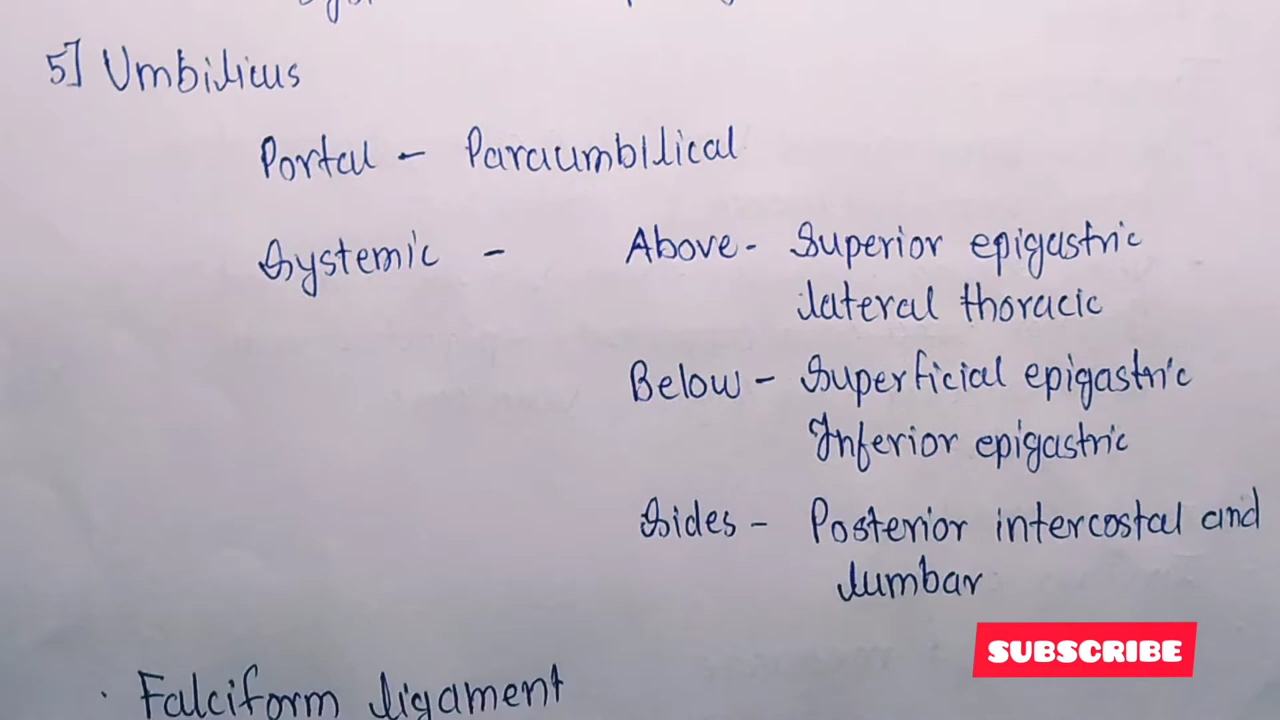 5] Umbilicus
Portal - Paraumbilical
Systemic - Above - Superior epigastric
lateral thoracic
Below - Superficial epigastric
Inferior epigastric
Sides - Posterior intercostal and
lumbar
SUBSCRIBE
· Falciform ligament